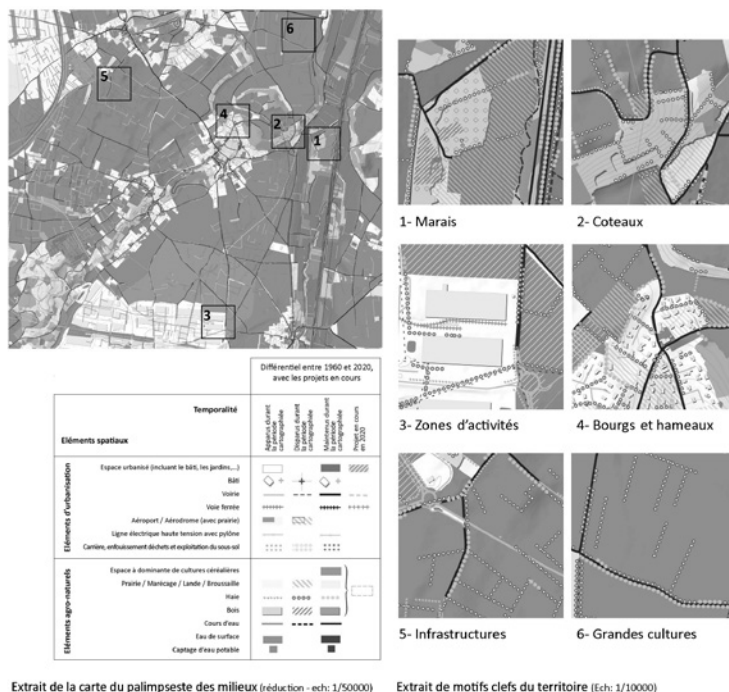 6
5
4
2
1
3
1- Marais
2- Coteaux
3- Zones d'activités
4- Bourgs et hameaux
5- Infrastructures
6- Grandes cultures
Différentiel entre 1960 et 2020,
avec les projets en cours
Temporalité
Eléments spatiaux
Apparus durant
la période
cartographiée
Disparus durant
la période
cartographiée
Maintenus durant
la période
cartographiée
Projet en cours
en 2020
Eléments d'urbanisation
Espace urbanisé (incluant le bâti, les jardins,...)
Bâti
Voirie
Voie ferrée
Aéroport / Aérodrome (avec prairie)
Ligne électrique haute tension avec pylône
Carrière, enfouissement déchets et exploitation du sous-sol
Eléments agro-naturels
Espace à dominante de cultures céréalières
Prairie / Marécage / Lande / Broussaille
Haie
Bois
Cours d'eau
Eau de surface
Captage d'eau potable
Extrait de la carte du palimpseste des milieux (réduction - ech: 1/50000)
Extrait de motifs clefs du territoire (Ech: 1/10000)